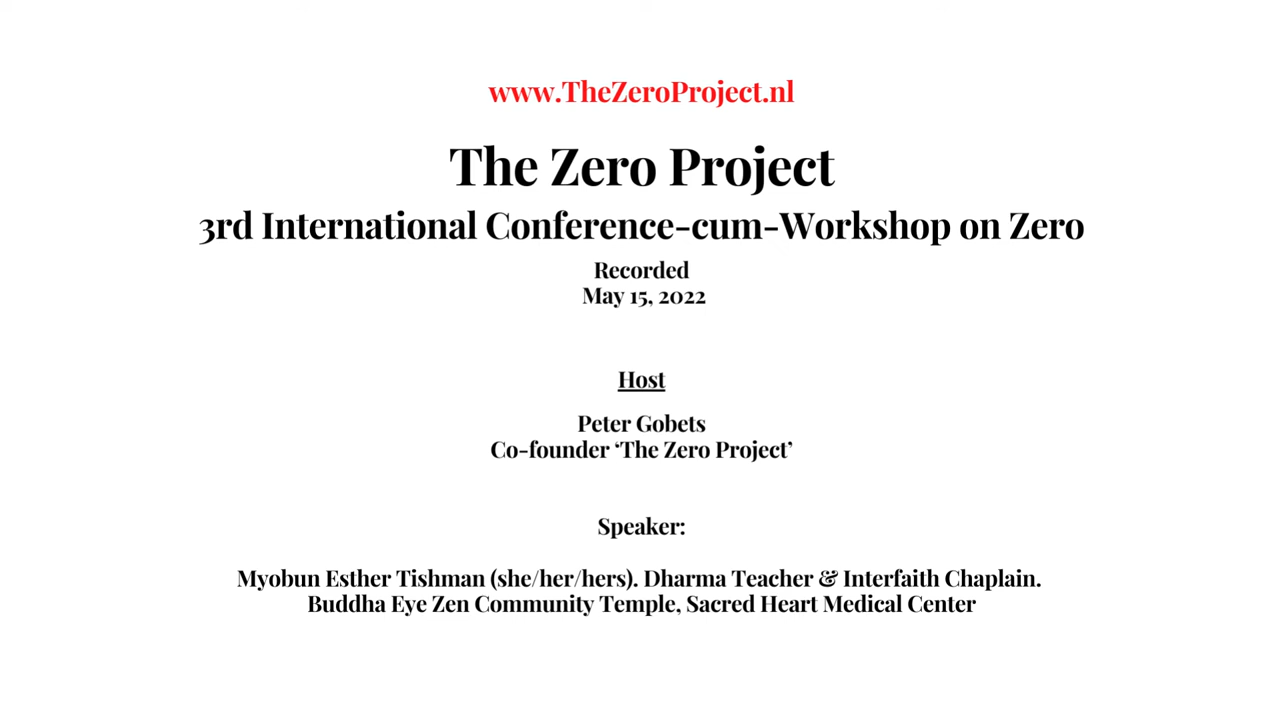 www.TheZeroProject.nl
The Zero Project
3rd International Conference-cum-Workshop on Zero
Recorded
May 15, 2022
Host
Peter Gobets
Co-founder ‘The Zero Project’
Speaker:
Myobun Esther Tishman (she/her/hers). Dharma Teacher & Interfaith Chaplain.
Buddha Eye Zen Community Temple, Sacred Heart Medical Center